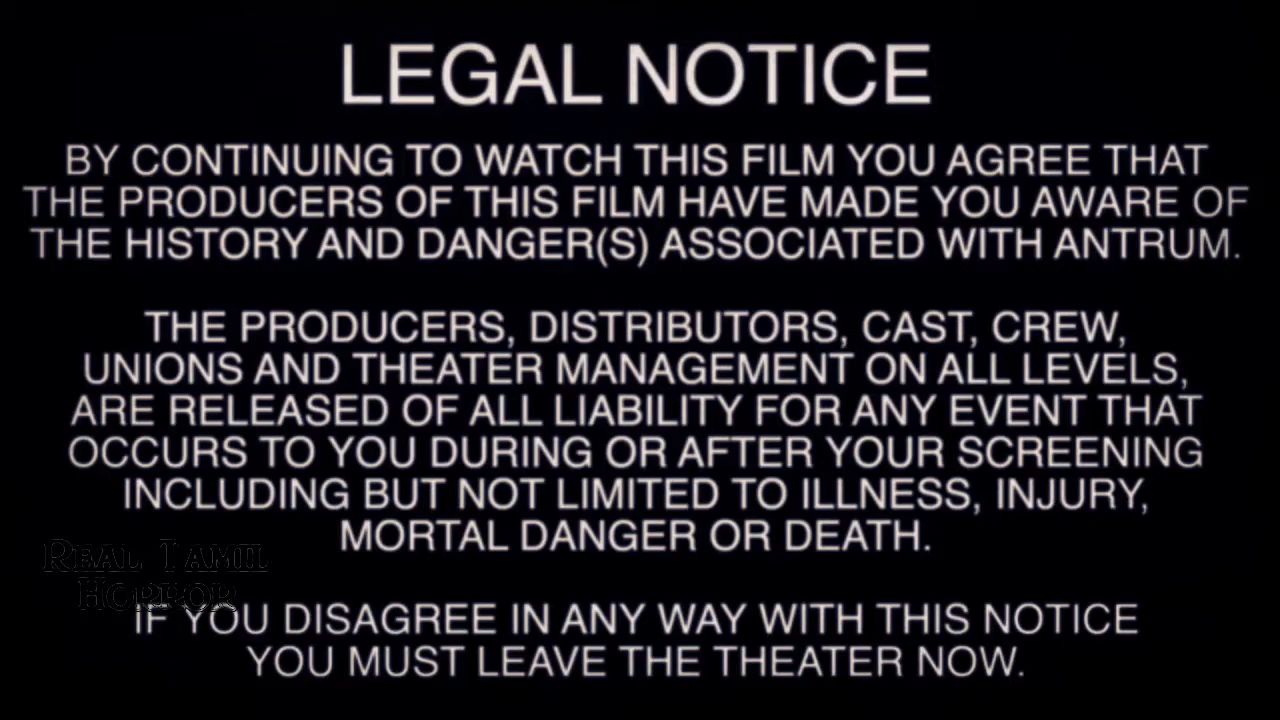 LEGAL NOTICE
BY CONTINUING TO WATCH THIS FILM YOU AGREE THAT
THE PRODUCERS OF THIS FILM HAVE MADE YOU AWARE OF
THE HISTORY AND DANGER(S) ASSOCIATED WITH ANTRUM.
THE PRODUCERS, DISTRIBUTORS, CAST, CREW,
UNIONS AND THEATER MANAGEMENT ON ALL LEVELS,
ARE RELEASED OF ALL LIABILITY FOR ANY EVENT THAT
OCCURS TO YOU DURING OR AFTER YOUR SCREENING
INCLUDING BUT NOT LIMITED TO ILLNESS, INJURY,
MORTAL DANGER OR DEATH.
REAL TAMIL
HORROR
IF YOU DISAGREE IN ANY WAY WITH THIS NOTICE
YOU MUST LEAVE THE THEATER NOW.